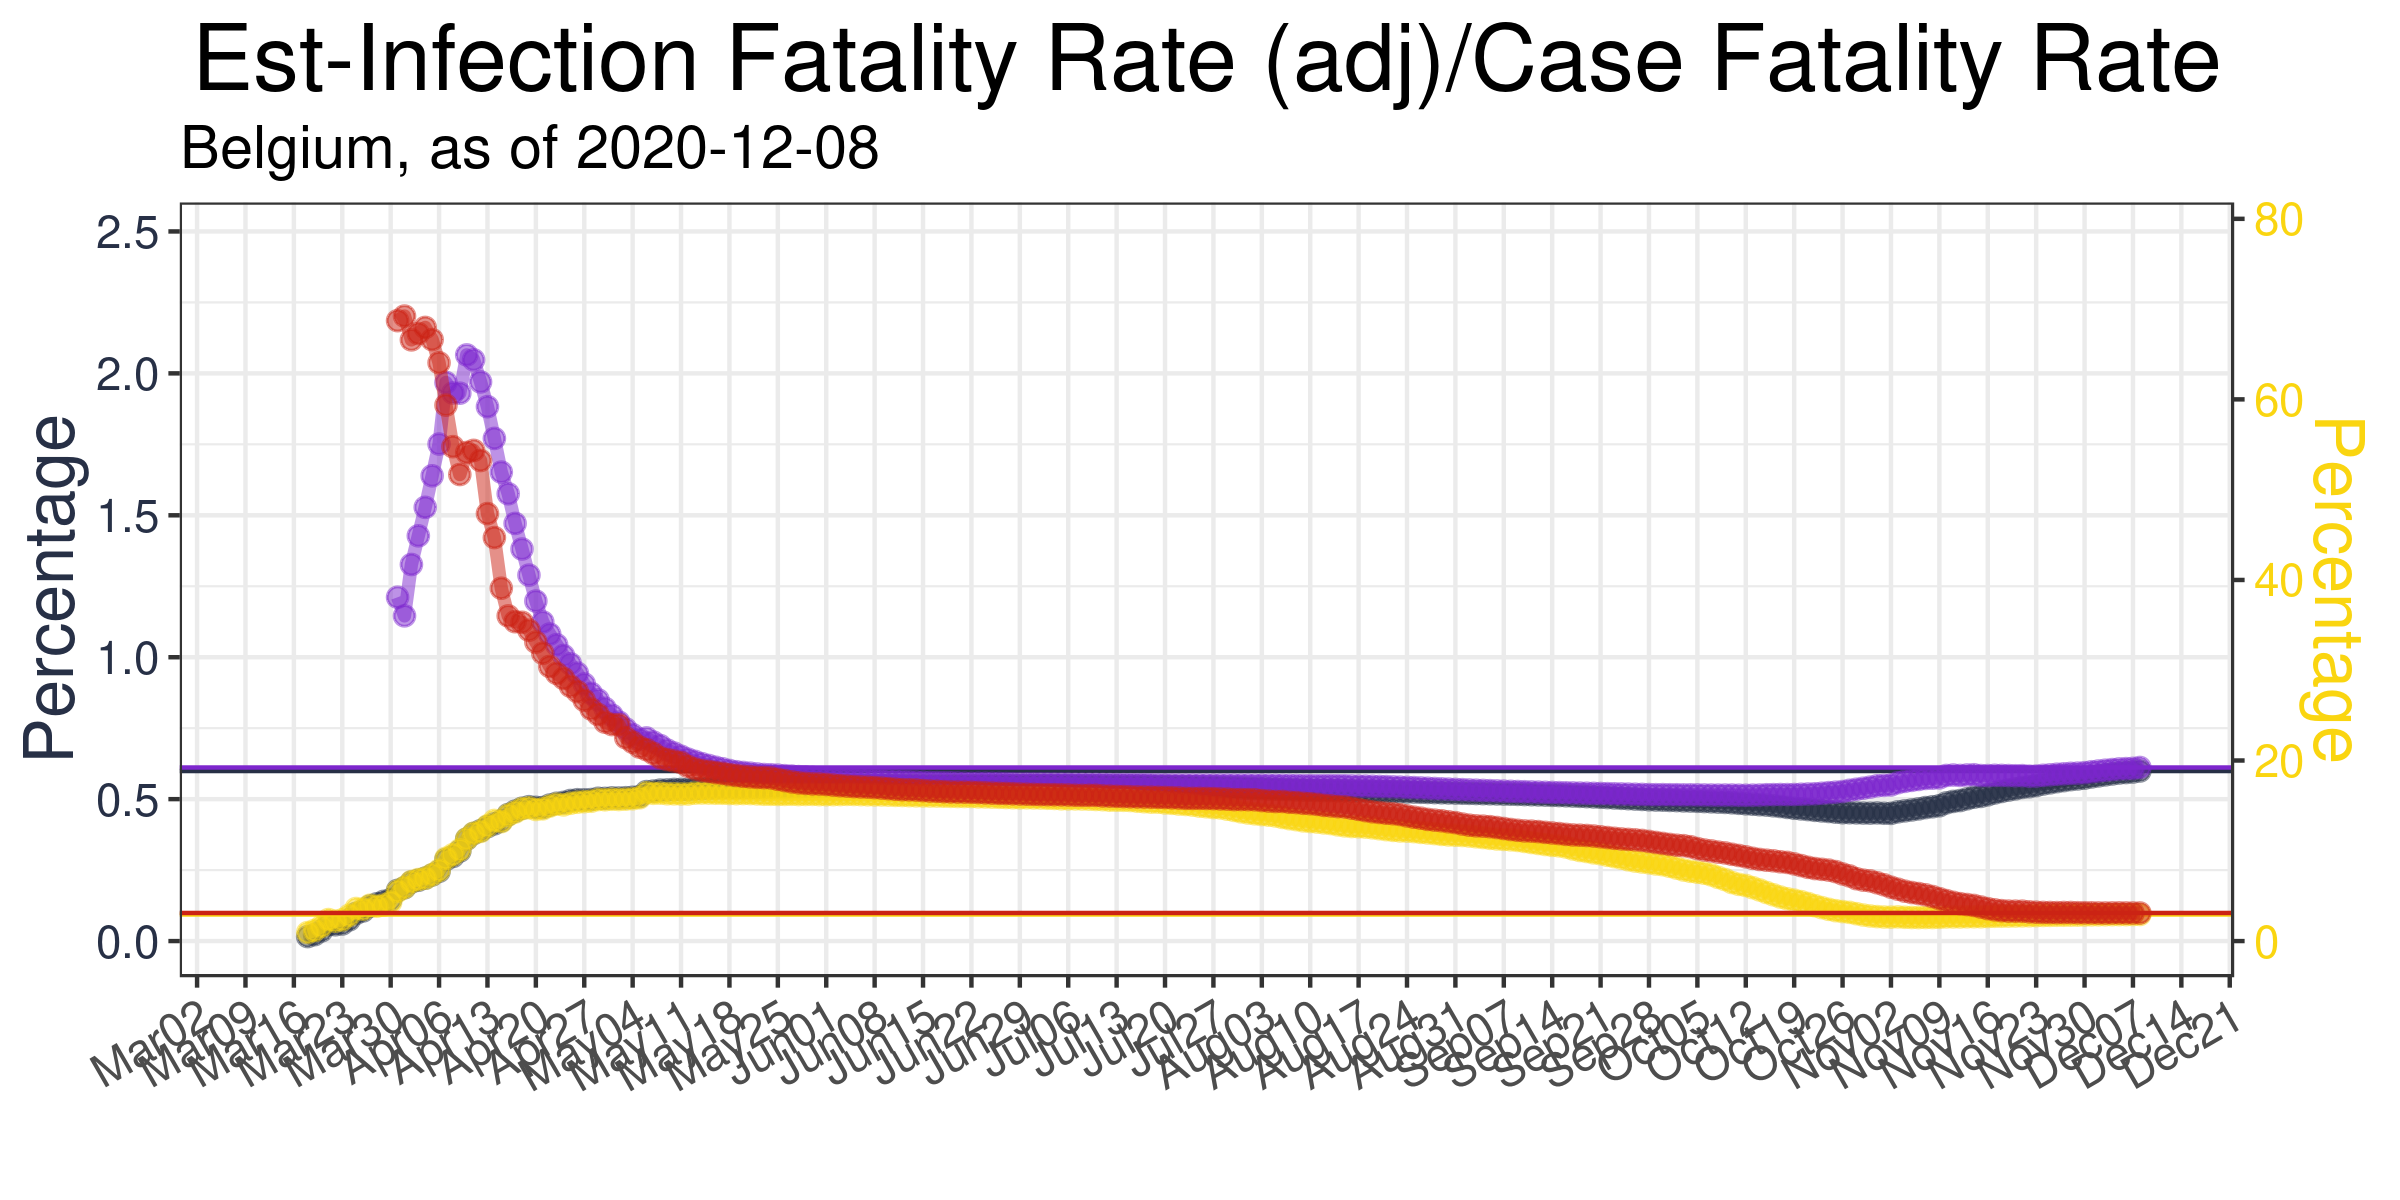 Est-Infection Fatality Rate (adj)/Case Fatality Rate
Belgium, as of 2020-12-08
Percentage
2.5
2.0
1.5
1.0
0.5
0.0
80
60
40
20
0
Percentage
Mar02
Mar09
Mar16
Mar23
Mar30
Apr06
Apr13
Apr20
Apr27
May04
May11
May18
May25
Jun01
Jun08
Jun15
Jun22
Jun29
Jul06
Jul13
Jul20
Jul27
Aug03
Aug10
Aug17
Aug24
Aug31
Sep07
Sep14
Sep21
Sep28
Oct05
Oct12
Oct19
Oct26
Nov02
Nov09
Nov16
Nov23
Nov30
Dec07
Dec14
Dec21